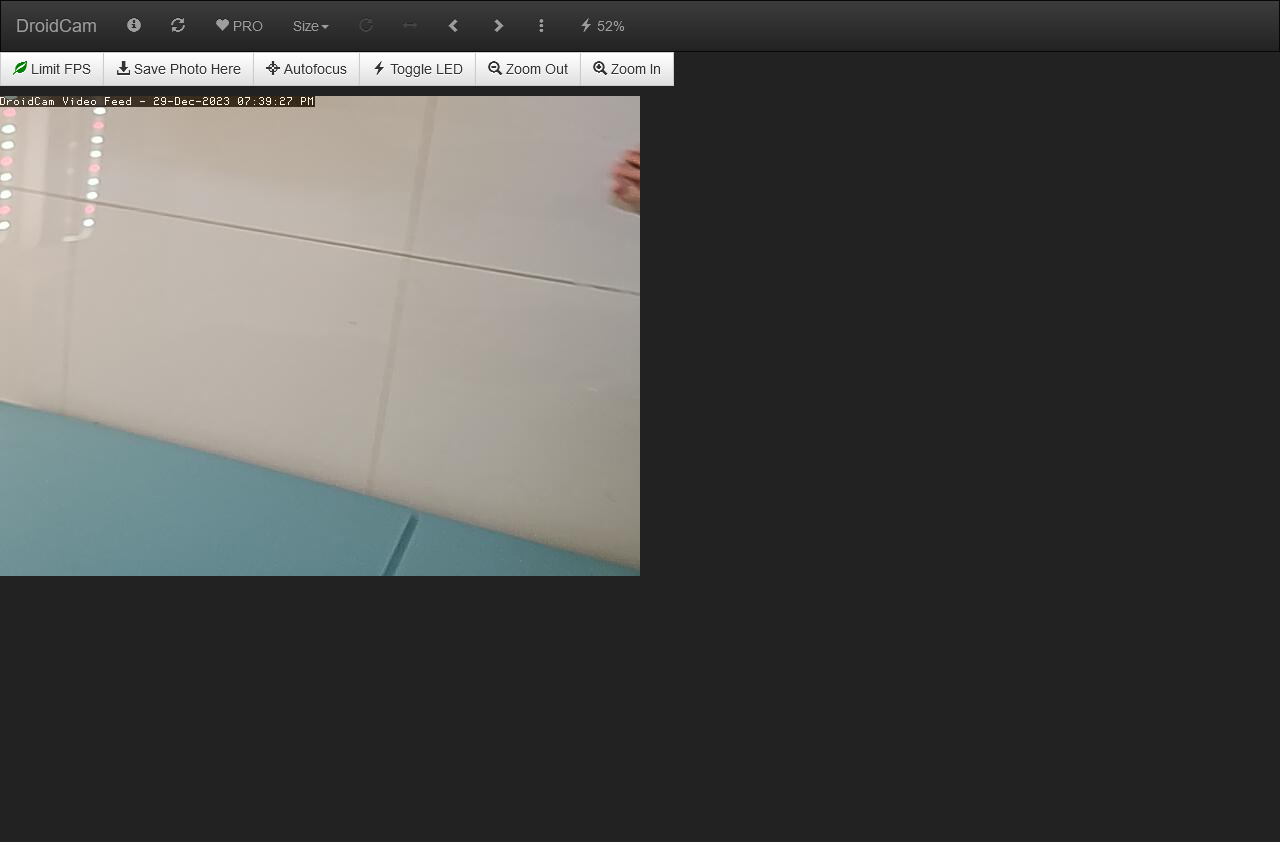 DroidCam PRO Size 52%
Limit FPS Save Photo Here Autofocus Toggle LED Zoom Out Zoom In
DroidCam Video Feed - 29-Dec-2023 07:39:27 PM